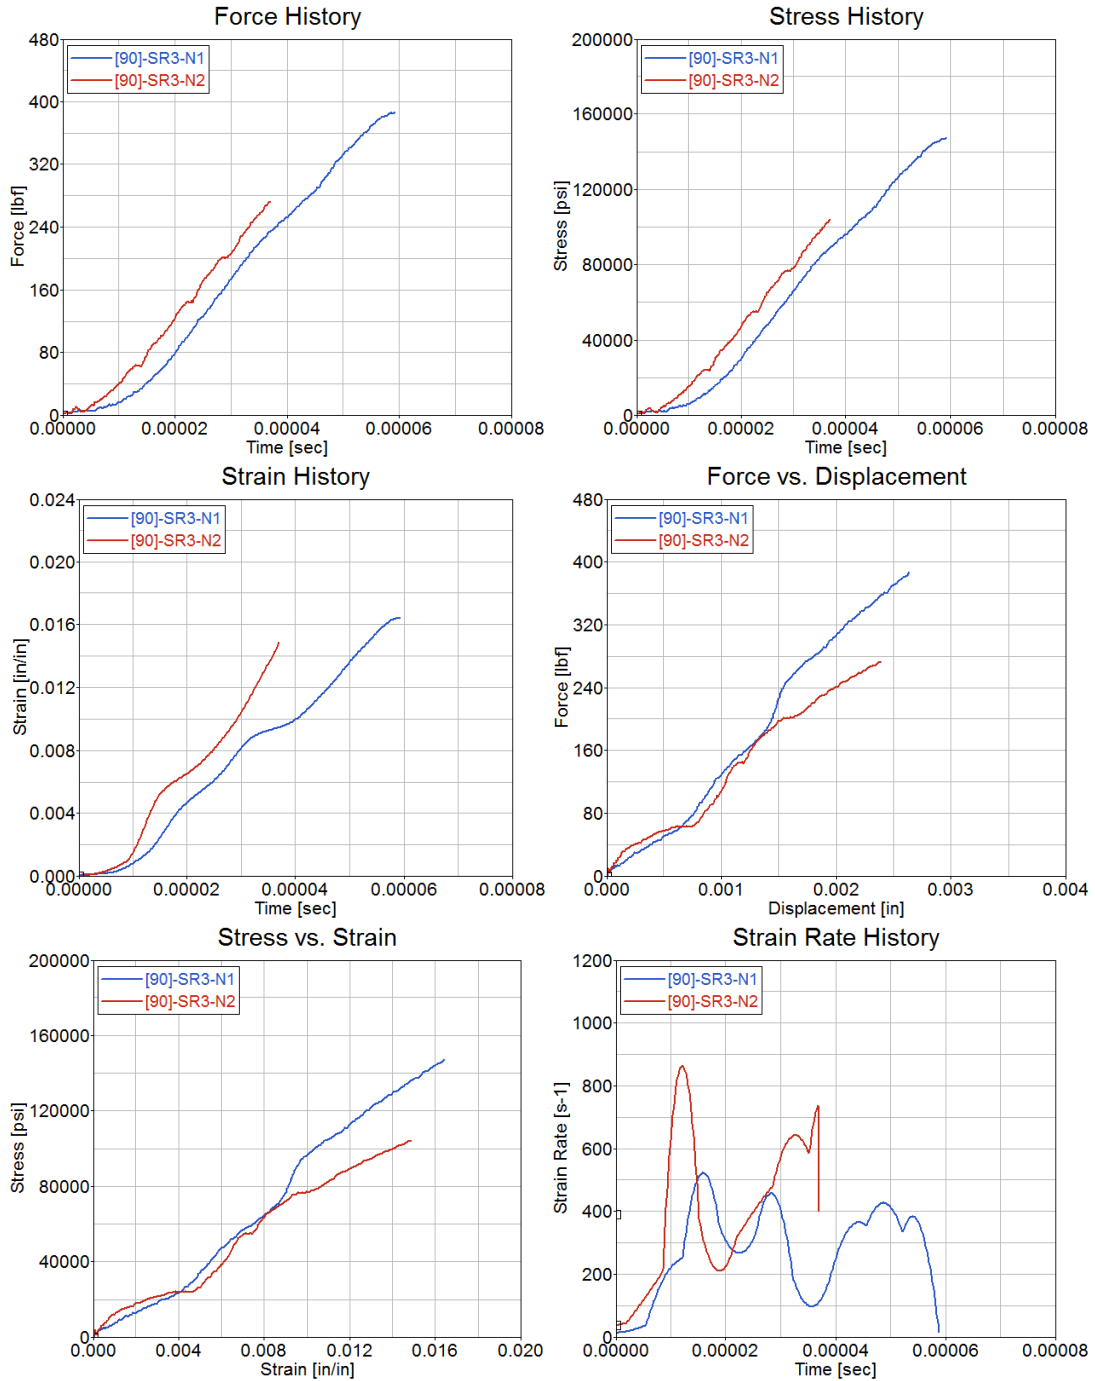 Force History
480
400
320
240
160
80
0
Force [lbf]
[90]-SR3-N1
[90]-SR3-N2
0.00000 0.00002 0.00004 0.00006 0.00008
Time [sec]
Stress History
200000
160000
120000
80000
40000
0
Stress [psi]
[90]-SR3-N1
[90]-SR3-N2
0.00000 0.00002 0.00004 0.00006 0.00008
Time [sec]
Strain History
0.024
0.020
0.016
0.012
0.008
0.004
0.000
Strain [in/in]
[90]-SR3-N1
[90]-SR3-N2
0.00000 0.00002 0.00004 0.00006 0.00008
Time [sec]
Force vs. Displacement
480
400
320
240
160
80
0
Force [lbf]
[90]-SR3-N1
[90]-SR3-N2
0.000 0.001 0.002 0.003 0.004
Displacement [in]
Stress vs. Strain
200000
160000
120000
80000
40000
0
Stress [psi]
[90]-SR3-N1
[90]-SR3-N2
0.000 0.004 0.008 0.012 0.016 0.020
Strain [in/in]
Strain Rate History
1200
1000
800
600
400
200
0
Strain Rate [s-1]
[90]-SR3-N1
[90]-SR3-N2
0.00000 0.00002 0.00004 0.00006 0.00008
Time [sec]